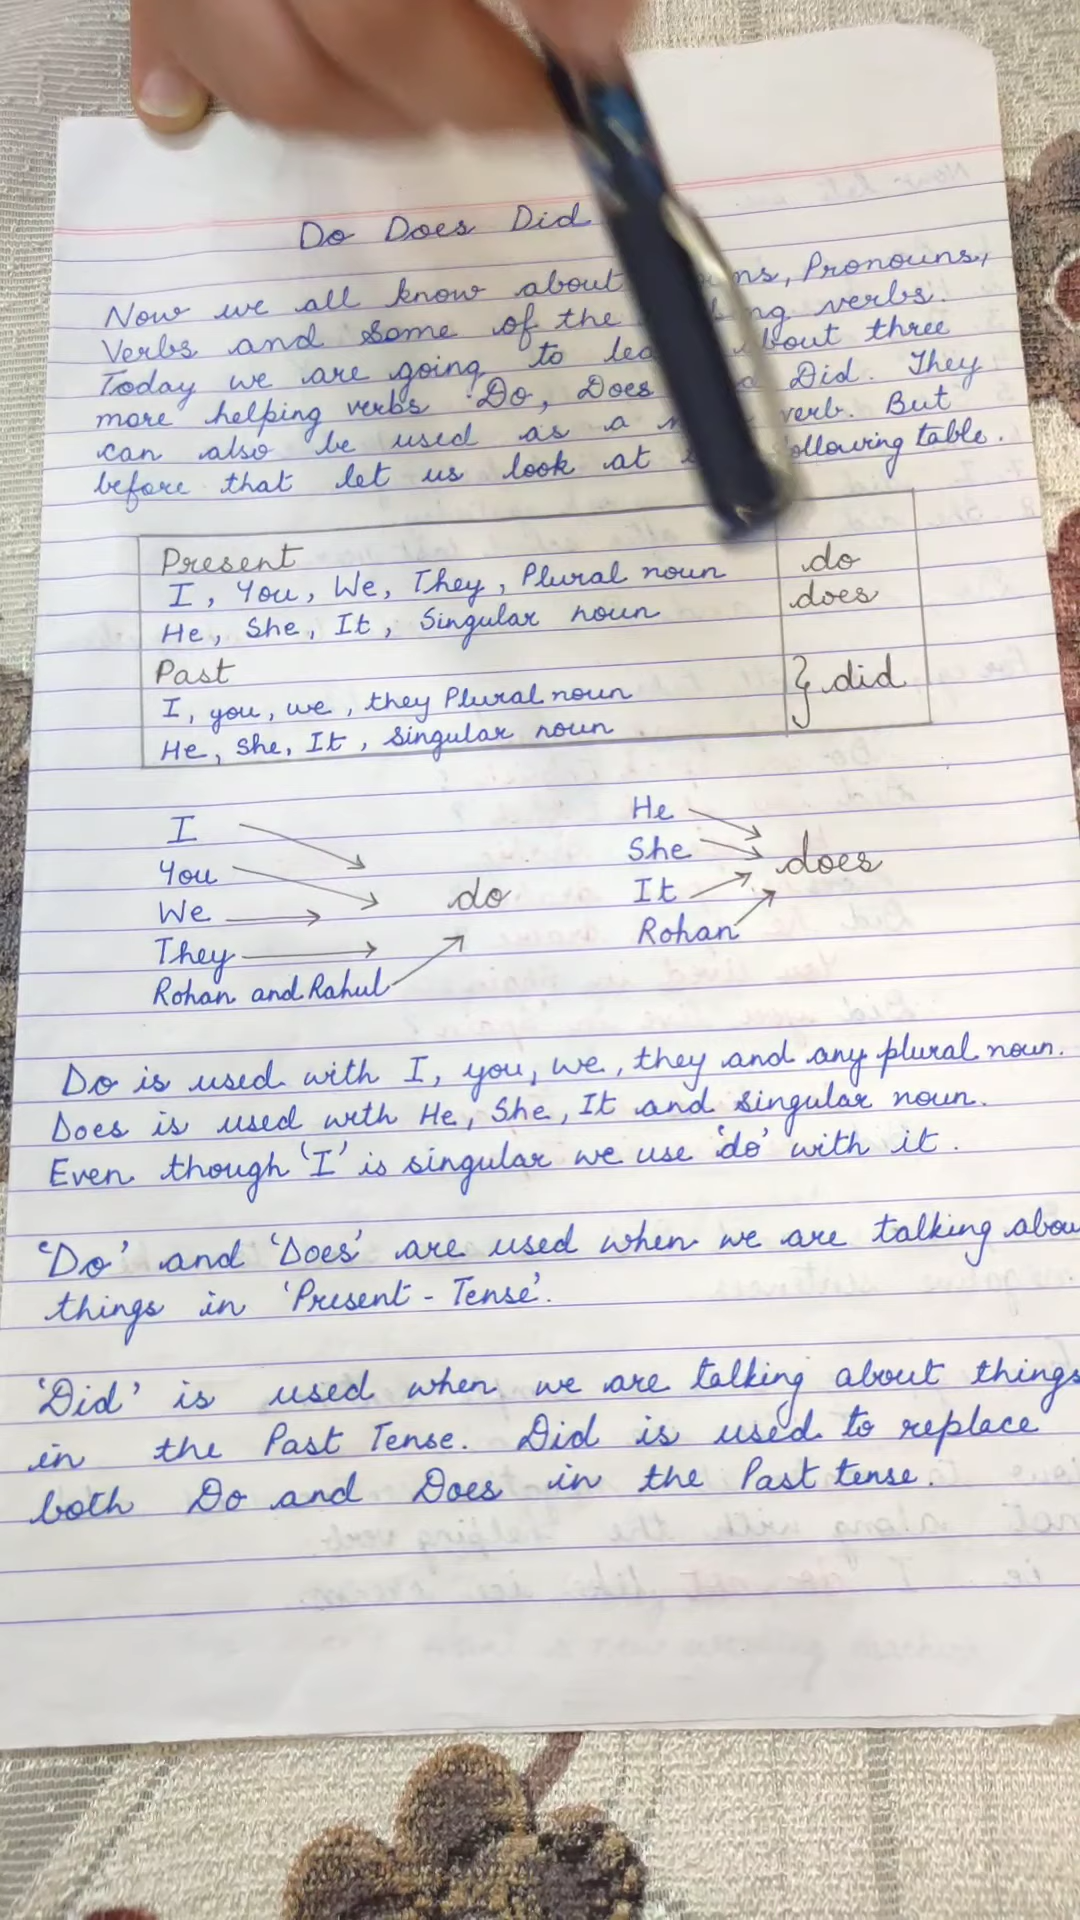 Do Does Did
Now we all know about Pronouns,
Verbs and some of the verbs.
Today we are going to about three
more helping verbs Do, Does Did. They
can also be used as a verb. But
before that let us look at following table.
Present
I, You, We, They, Plural noun do
He, She, It, Singular noun does
Past
I, you, we, they Plural noun } did
He, She, It, singular noun
I
You
We
They
Rohan and Rahul
do
He
She
It
Rohan
does
Do is used with I, you, we, they and any plural noun.
Does is used with He, She, It and singular noun.
Even though 'I' is singular we use 'do' with it.
'Do' and 'Does' are used when we are talking abou
things in 'Present - Tense'.
'Did' is used when we are talking about things
in the Past Tense. Did is used to replace
both Do and Does in the Past tense.